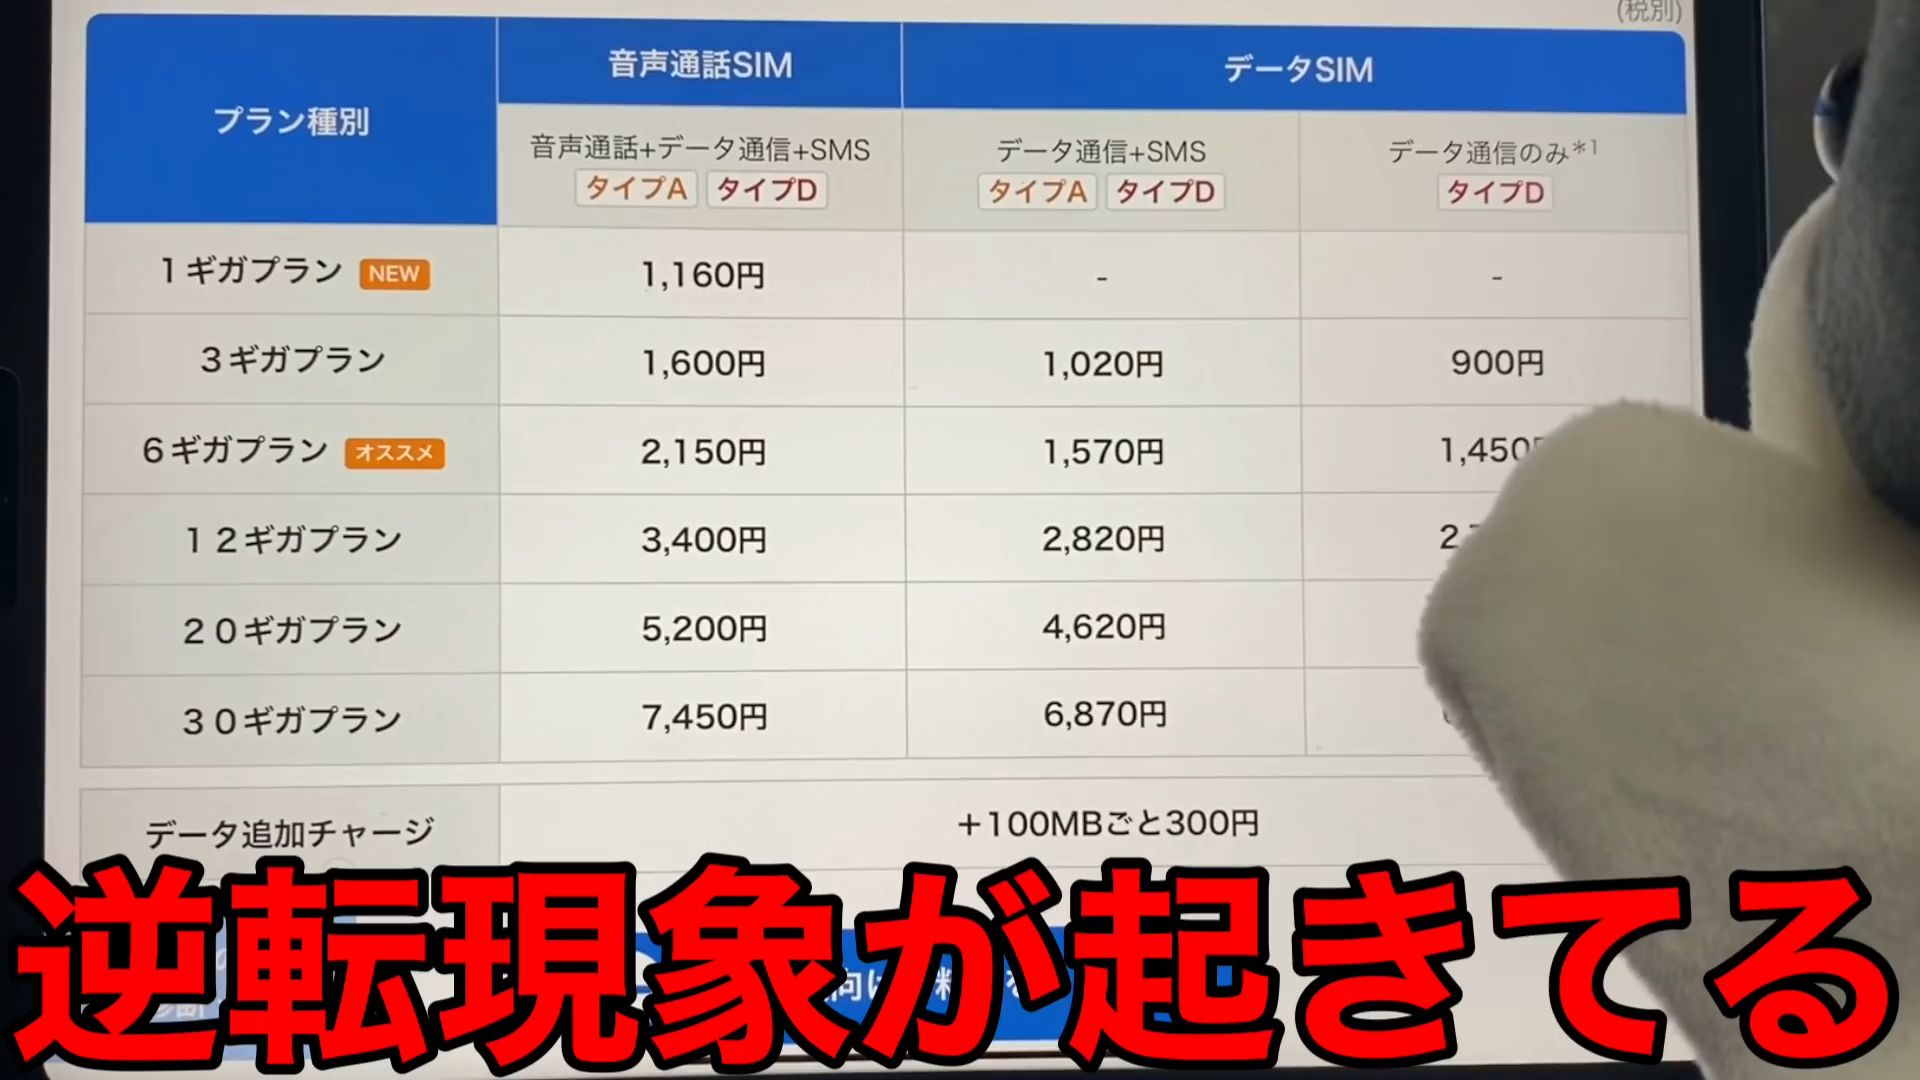 (税別)
プラン種別
音声通話SIM
データSIM
音声通話+データ通信+SMS
タイプA タイプD
データ通信+SMS
タイプA タイプD
データ通信のみ*1
タイプD
1ギガプラン NEW
1,160円
-
-
3ギガプラン
1,600円
1,020円
900円
6ギガプラン オススメ
2,150円
1,570円
1,450
12ギガプラン
3,400円
2,820円
2
20ギガプラン
5,200円
4,620円
30ギガプラン
7,450円
6,870円
データ追加チャージ
+100MBごと300円
逆転現象が起きてる